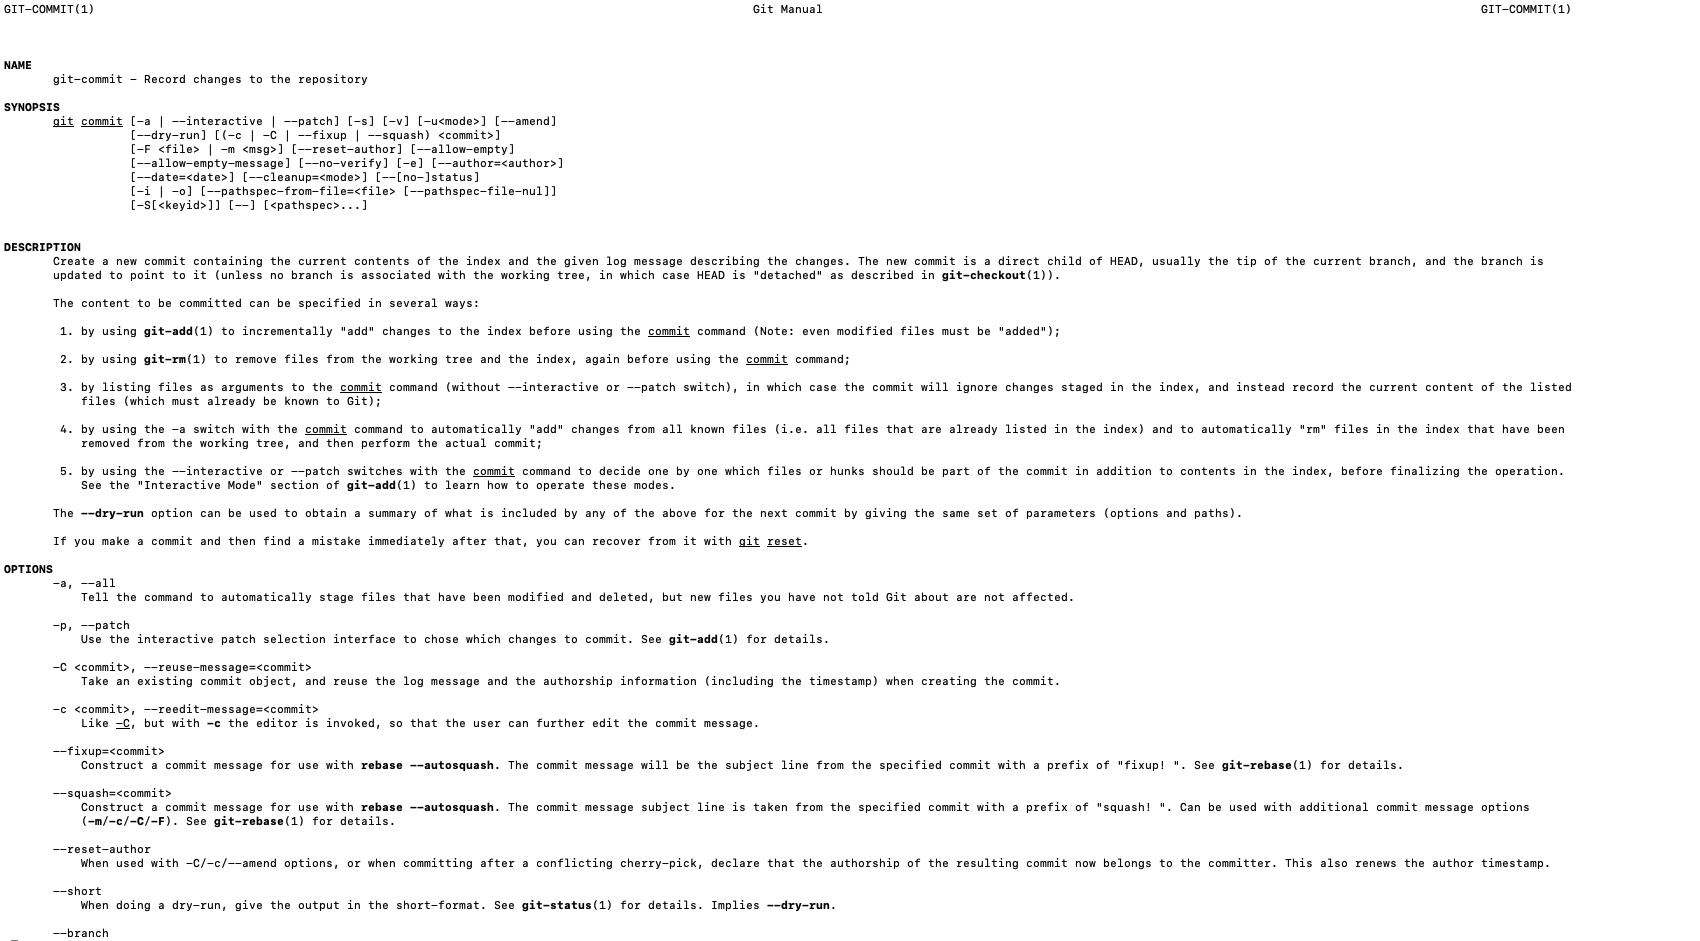 GIT-COMMIT(1) Git Manual GIT-COMMIT(1)
NAME
git-commit - Record changes to the repository
SYNOPSIS
git commit [-a | --interactive | --patch] [-s] [-v] [-u<mode>] [--amend]
[--dry-run] [(-c | -C | --fixup | --squash) <commit>]
[-F <file> | -m <msg>] [--reset-author] [--allow-empty]
[--allow-empty-message] [--no-verify] [-e] [--author=<author>]
[--date=<date>] [--cleanup=<mode>] [--[no-]status]
[-i | -o] [--pathspec-from-file=<file> [--pathspec-file-nul]]
[-S[<keyid>]] [--] [<pathspec>...]
DESCRIPTION
Create a new commit containing the current contents of the index and the given log message describing the changes. The new commit is a direct child of HEAD, usually the tip of the current branch, and the branch is
updated to point to it (unless no branch is associated with the working tree, in which case HEAD is "detached" as described in git-checkout(1)).
The content to be committed can be specified in several ways:
1. by using git-add(1) to incrementally "add" changes to the index before using the commit command (Note: even modified files must be "added");
2. by using git-rm(1) to remove files from the working tree and the index, again before using the commit command;
3. by listing files as arguments to the commit command (without --interactive or --patch switch), in which case the commit will ignore changes staged in the index, and instead record the current content of the listed
files (which must already be known to Git);
4. by using the -a switch with the commit command to automatically "add" changes from all known files (i.e. all files that are already listed in the index) and to automatically "rm" files in the index that have been
removed from the working tree, and then perform the actual commit;
5. by using the --interactive or --patch switches with the commit command to decide one by one which files or hunks should be part of the commit in addition to contents in the index, before finalizing the operation.
See the "Interactive Mode" section of git-add(1) to learn how to operate these modes.
The --dry-run option can be used to obtain a summary of what is included by any of the above for the next commit by giving the same set of parameters (options and paths).
If you make a commit and then find a mistake immediately after that, you can recover from it with git reset.
OPTIONS
-a, --all
Tell the command to automatically stage files that have been modified and deleted, but new files you have not told Git about are not affected.
-p, --patch
Use the interactive patch selection interface to chose which changes to commit. See git-add(1) for details.
-C <commit>, --reuse-message=<commit>
Take an existing commit object, and reuse the log message and the authorship information (including the timestamp) when creating the commit.
-c <commit>, --reedit-message=<commit>
Like -C, but with -c the editor is invoked, so that the user can further edit the commit message.
--fixup=<commit>
Construct a commit message for use with rebase --autosquash. The commit message will be the subject line from the specified commit with a prefix of "fixup! ". See git-rebase(1) for details.
--squash=<commit>
Construct a commit message for use with rebase --autosquash. The commit message subject line is taken from the specified commit with a prefix of "squash! ". Can be used with additional commit message options
(-m/-c/-C/-F). See git-rebase(1) for details.
--reset-author
When used with -C/-c/--amend options, or when committing after a conflicting cherry-pick, declare that the authorship of the resulting commit now belongs to the committer. This also renews the author timestamp.
--short
When doing a dry-run, give the output in the short-format. See git-status(1) for details. Implies --dry-run.
--branch